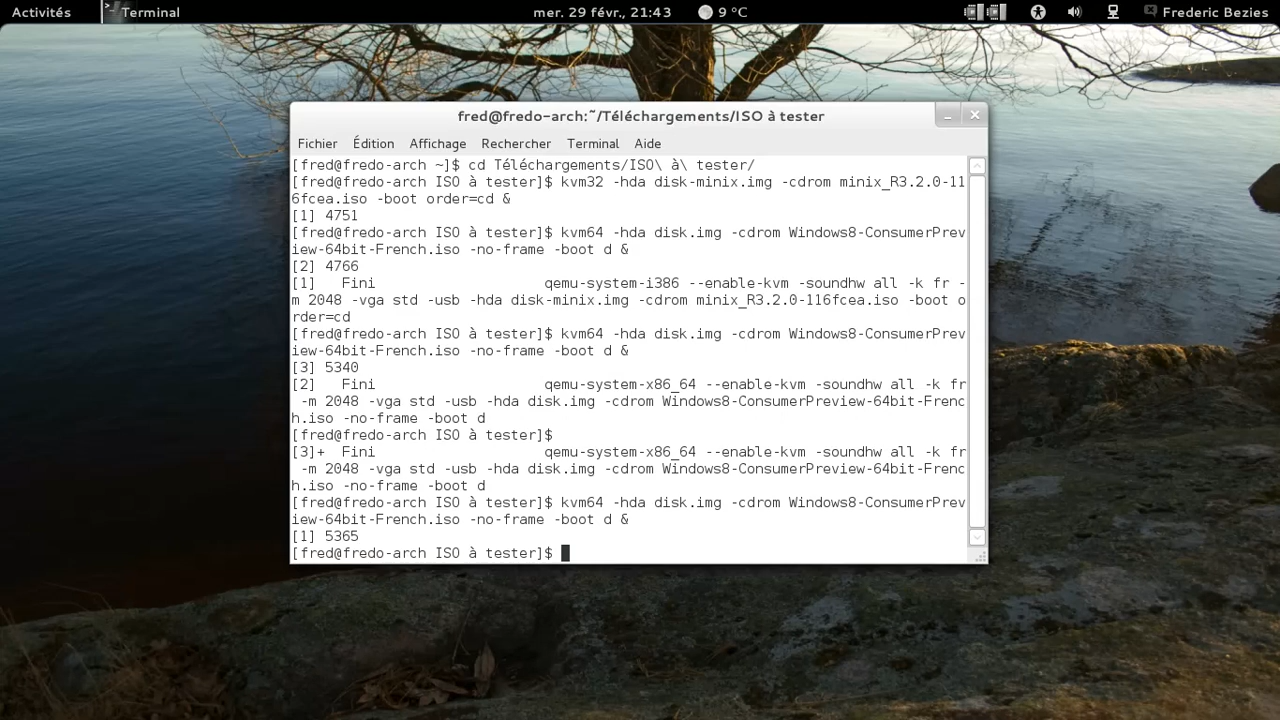 Activités
Terminal
mer. 29 févr., 21:43
9 °C
Frederic Bezies
fred@fredo-arch:~/Téléchargements/ISO à tester
Fichier Édition Affichage Rechercher Terminal Aide
[fred@fredo-arch ~]$ cd Téléchargements/ISO\ à\ tester/
[fred@fredo-arch ISO à tester]$ kvm32 -hda disk-minix.img -cdrom minix_R3.2.0-11
6fcea.iso -boot order=cd &
[1] 4751
[fred@fredo-arch ISO à tester]$ kvm64 -hda disk.img -cdrom Windows8-ConsumerPrev
iew-64bit-French.iso -no-frame -boot d &
[2] 4766
[1]   Fini                    qemu-system-i386 --enable-kvm -soundhw all -k fr -
m 2048 -vga std -usb -hda disk-minix.img -cdrom minix_R3.2.0-116fcea.iso -boot o
rder=cd
[fred@fredo-arch ISO à tester]$ kvm64 -hda disk.img -cdrom Windows8-ConsumerPrev
iew-64bit-French.iso -no-frame -boot d &
[3] 5340
[2]   Fini                    qemu-system-x86_64 --enable-kvm -soundhw all -k fr
 -m 2048 -vga std -usb -hda disk.img -cdrom Windows8-ConsumerPreview-64bit-Frenc
h.iso -no-frame -boot d
[fred@fredo-arch ISO à tester]$
[3]+  Fini                    qemu-system-x86_64 --enable-kvm -soundhw all -k fr
 -m 2048 -vga std -usb -hda disk.img -cdrom Windows8-ConsumerPreview-64bit-Frenc
h.iso -no-frame -boot d
[fred@fredo-arch ISO à tester]$ kvm64 -hda disk.img -cdrom Windows8-ConsumerPrev
iew-64bit-French.iso -no-frame -boot d &
[1] 5365
[fred@fredo-arch ISO à tester]$